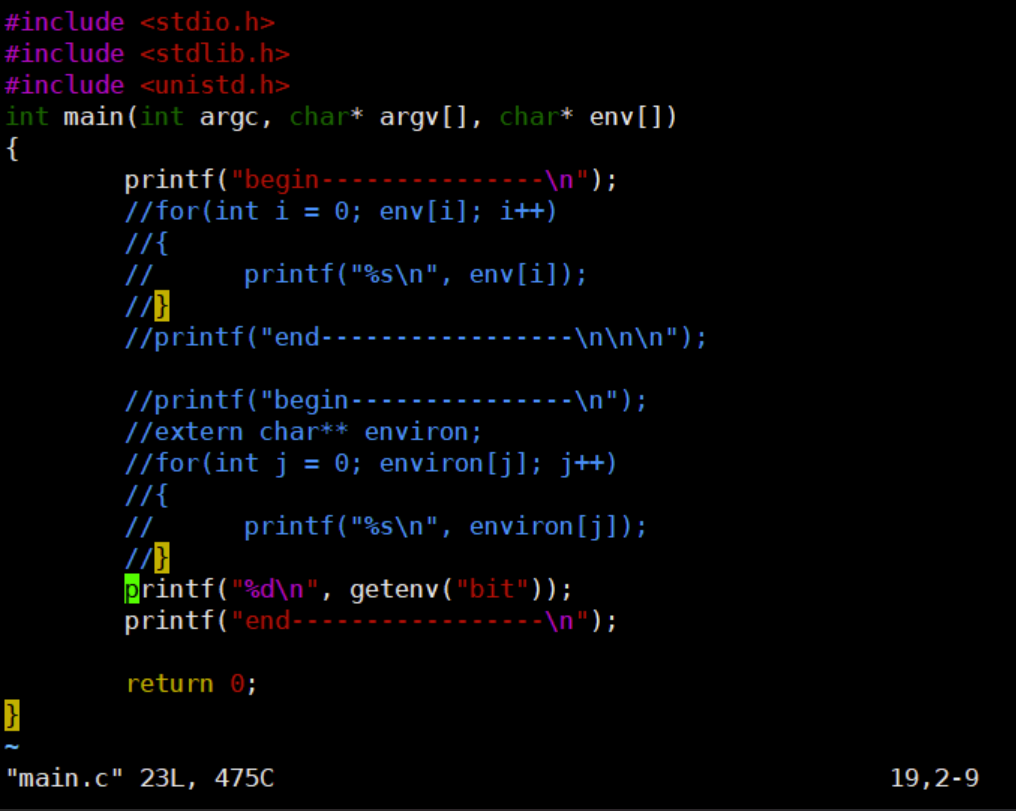 #include <stdio.h>
#include <stdlib.h>
#include <unistd.h>
int main(int argc, char* argv[], char* env[])
{
        printf("begin---------------\n");
        //for(int i = 0; env[i]; i++)
        //{
        //      printf("%s\n", env[i]);
        //}
        //printf("end-----------------\n\n\n");

        //printf("begin---------------\n");
        //extern char** environ;
        //for(int j = 0; environ[j]; j++)
        //{
        //      printf("%s\n", environ[j]);
        //}
        printf("%d\n", getenv("bit"));
        printf("end-----------------\n");

        return 0;
}
~
"main.c" 23L, 475C 19,2-9